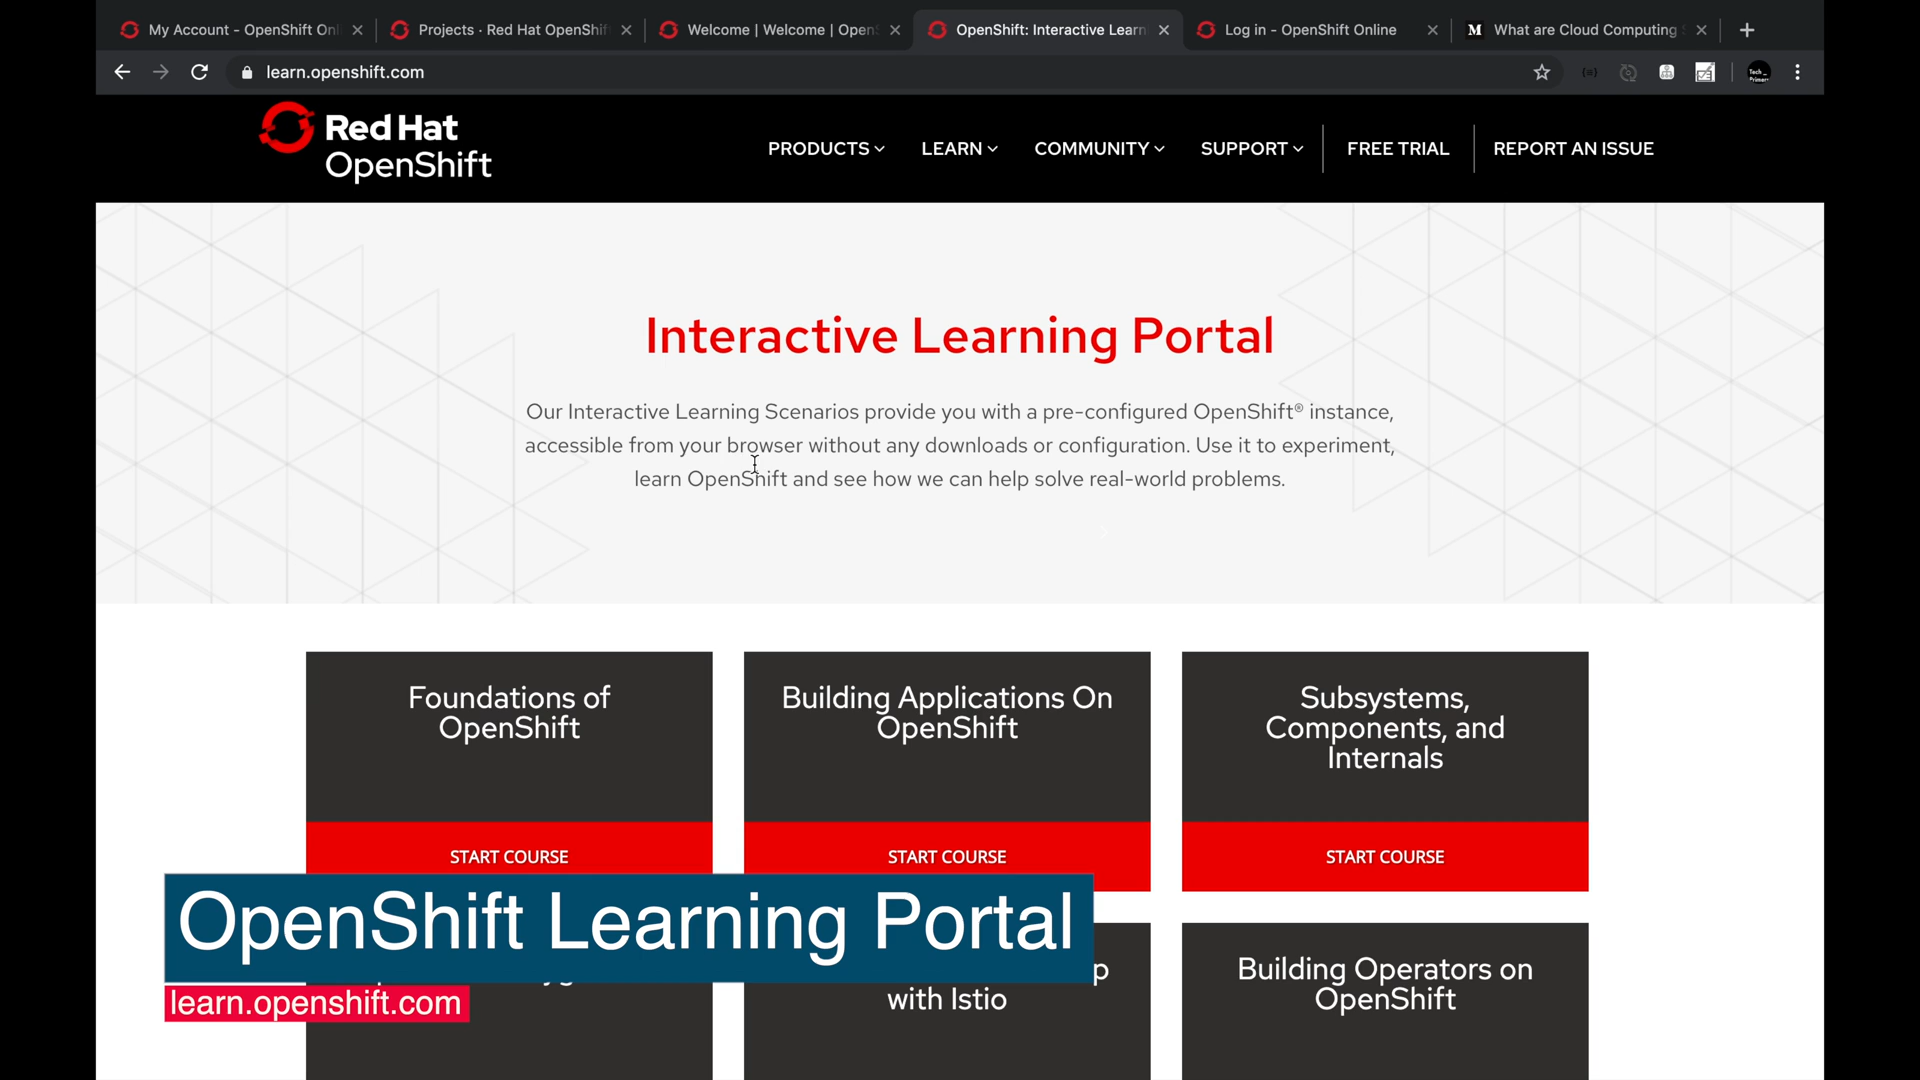 My Account - OpenShift Onl
Projects · Red Hat OpenShif
Welcome | Welcome | Open
OpenShift: Interactive Learn
Log in - OpenShift Online
M What are Cloud Computing
learn.openshift.com
Red Hat
OpenShift
PRODUCTS
LEARN
COMMUNITY
SUPPORT
FREE TRIAL
REPORT AN ISSUE
Interactive Learning Portal
Our Interactive Learning Scenarios provide you with a pre-configured OpenShift® instance,
accessible from your browser without any downloads or configuration. Use it to experiment,
learn OpenShift and see how we can help solve real-world problems.
Foundations of
OpenShift
START COURSE
Building Applications On
OpenShift
START COURSE
Subsystems,
Components, and
Internals
START COURSE
OpenShift Learning Portal
learn.openshift.com
with Istio
Building Operators on
OpenShift